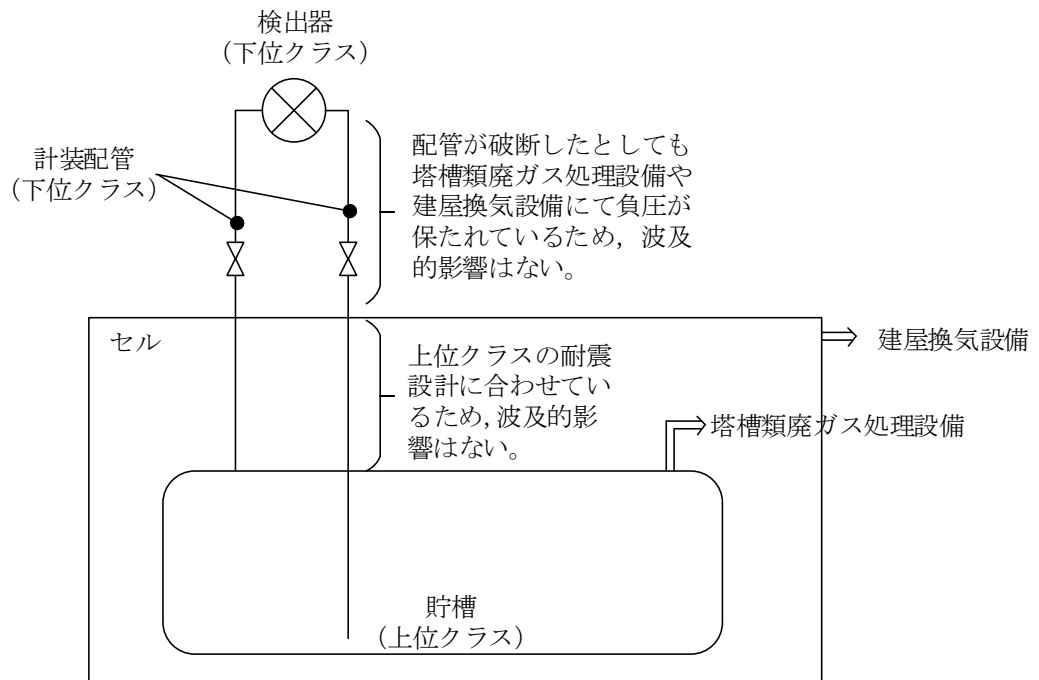 検出器
（下位クラス）
計装配管
（下位クラス）
配管が破断したとしても
塔槽類廃ガス処理設備や
建屋換気設備にて負圧が
保たれているため，波及
的影響はない。
セル
建屋換気設備
上位クラスの耐震
設計に合わせてい
るため,波及的影
響はない。
塔槽類廃ガス処理設備
貯槽
（上位クラス）